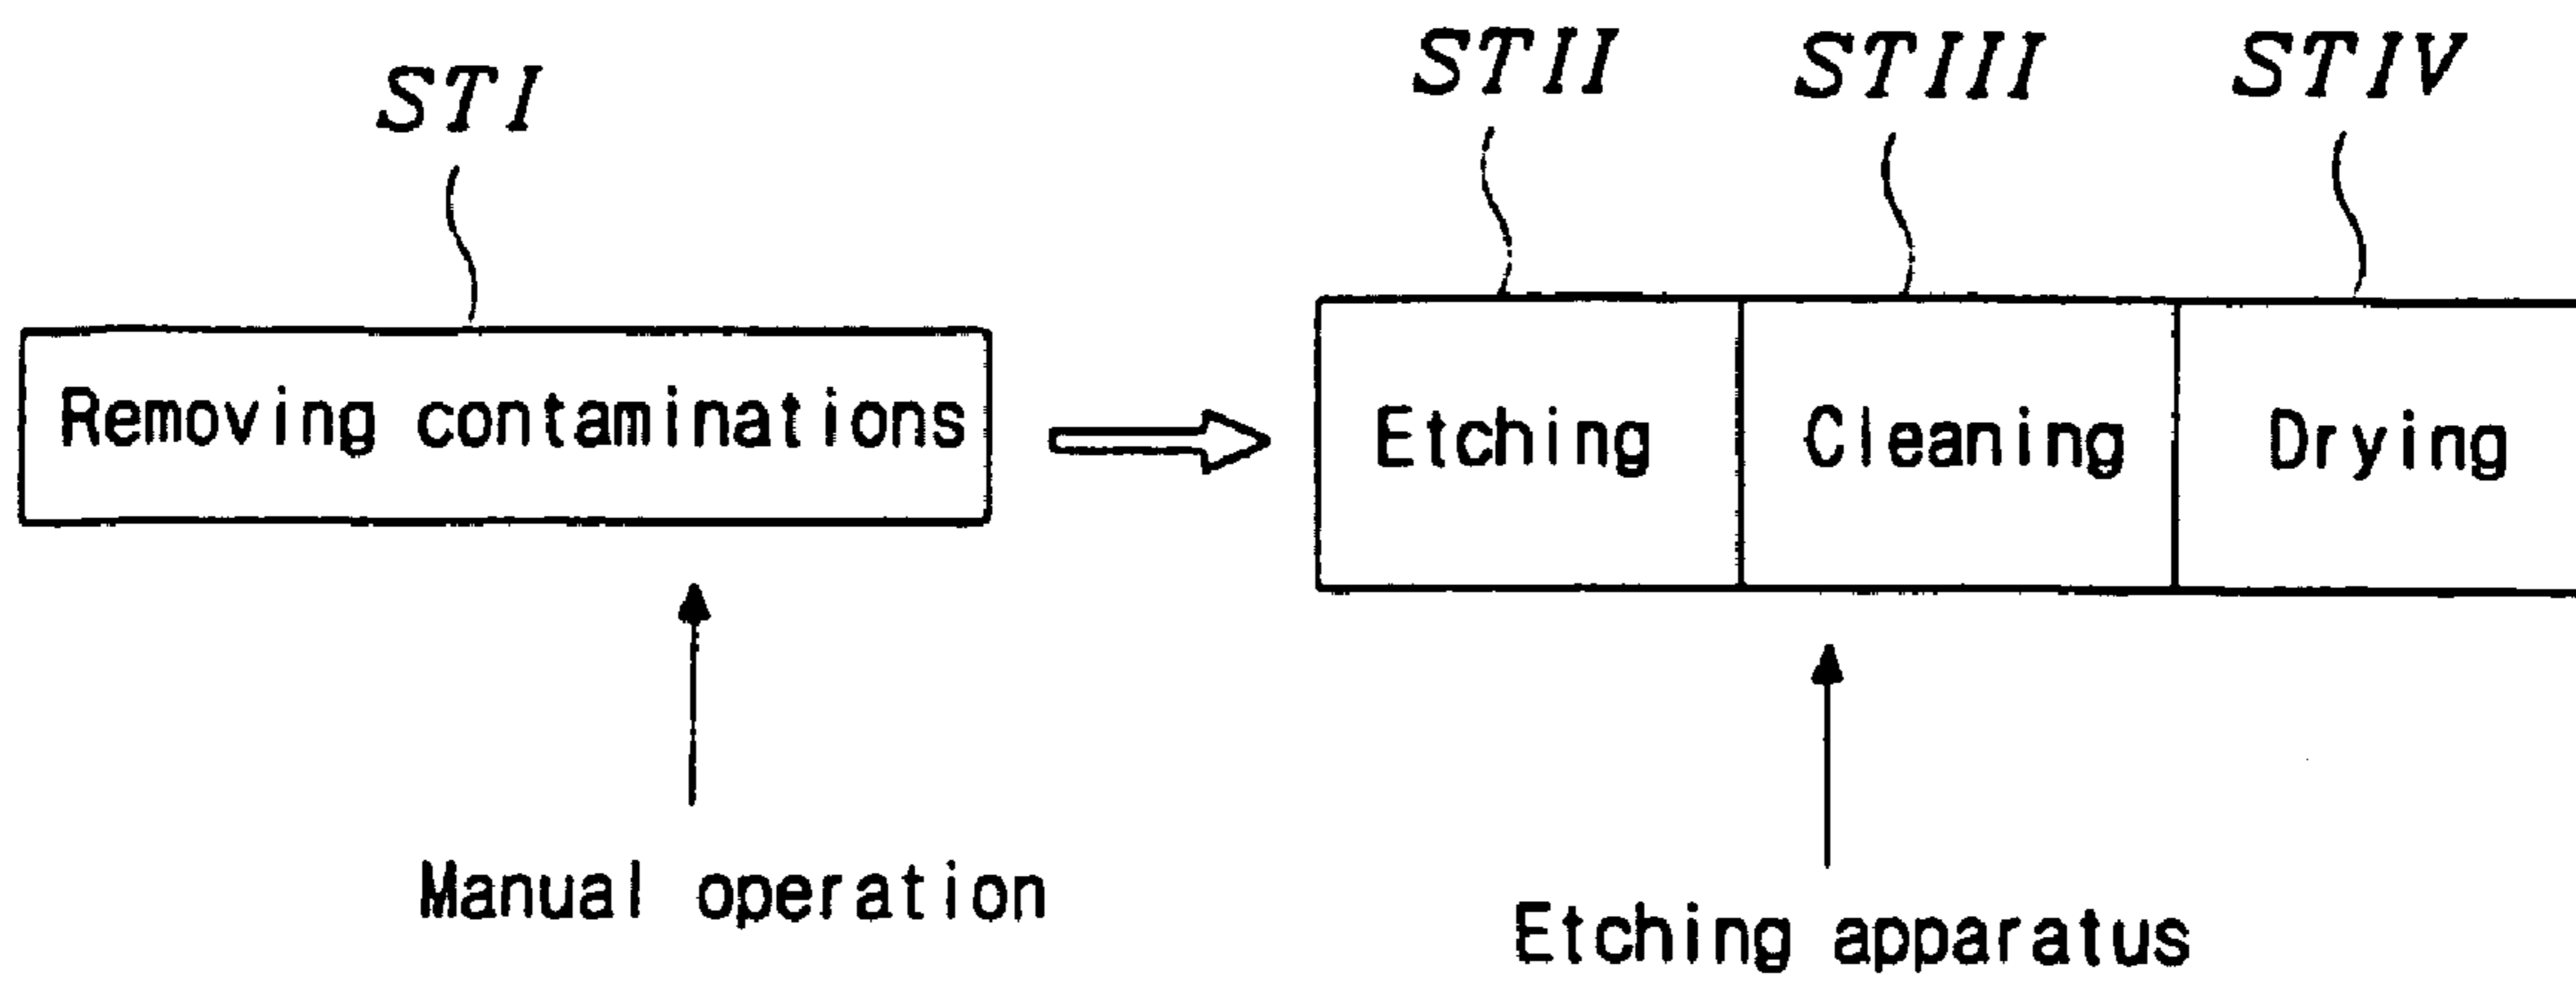 STI
STII
STIII
STIV
Removing contaminations
Etching
Cleaning
Drying
Manual operation
Etching apparatus